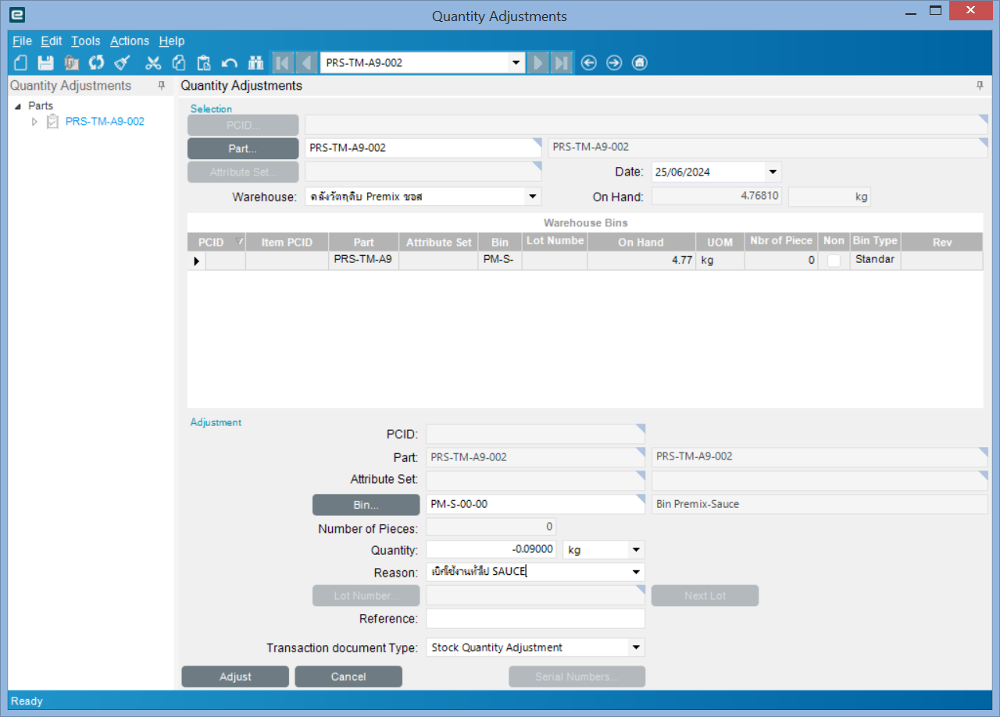 Quantity Adjustments
File Edit Tools Actions Help
PRS-TM-A9-002
Quantity Adjustments
Quantity Adjustments
Parts
PRS-TM-A9-002
Selection
PCID...
Part... PRS-TM-A9-002 PRS-TM-A9-002
Attribute Set... Date: 25/06/2024
Warehouse: คลังวัตถุดิบ Premix ซอส On Hand: 4.76810 kg
Warehouse Bins
PCID Item PCID Part Attribute Set Bin Lot Numbe On Hand UOM Nbr of Piece Non Bin Type Rev
PRS-TM-A9 PM-S- 4.77 kg 0 Standar
Adjustment
PCID:
Part: PRS-TM-A9-002 PRS-TM-A9-002
Attribute Set:
Bin... PM-S-00-00 Bin Premix-Sauce
Number of Pieces: 0
Quantity: -0.09000 kg
Reason: เบิกใช้งานทั่วไป SAUCE
Lot Number... Next Lot
Reference:
Transaction document Type: Stock Quantity Adjustment
Adjust Cancel Serial Numbers...
Ready